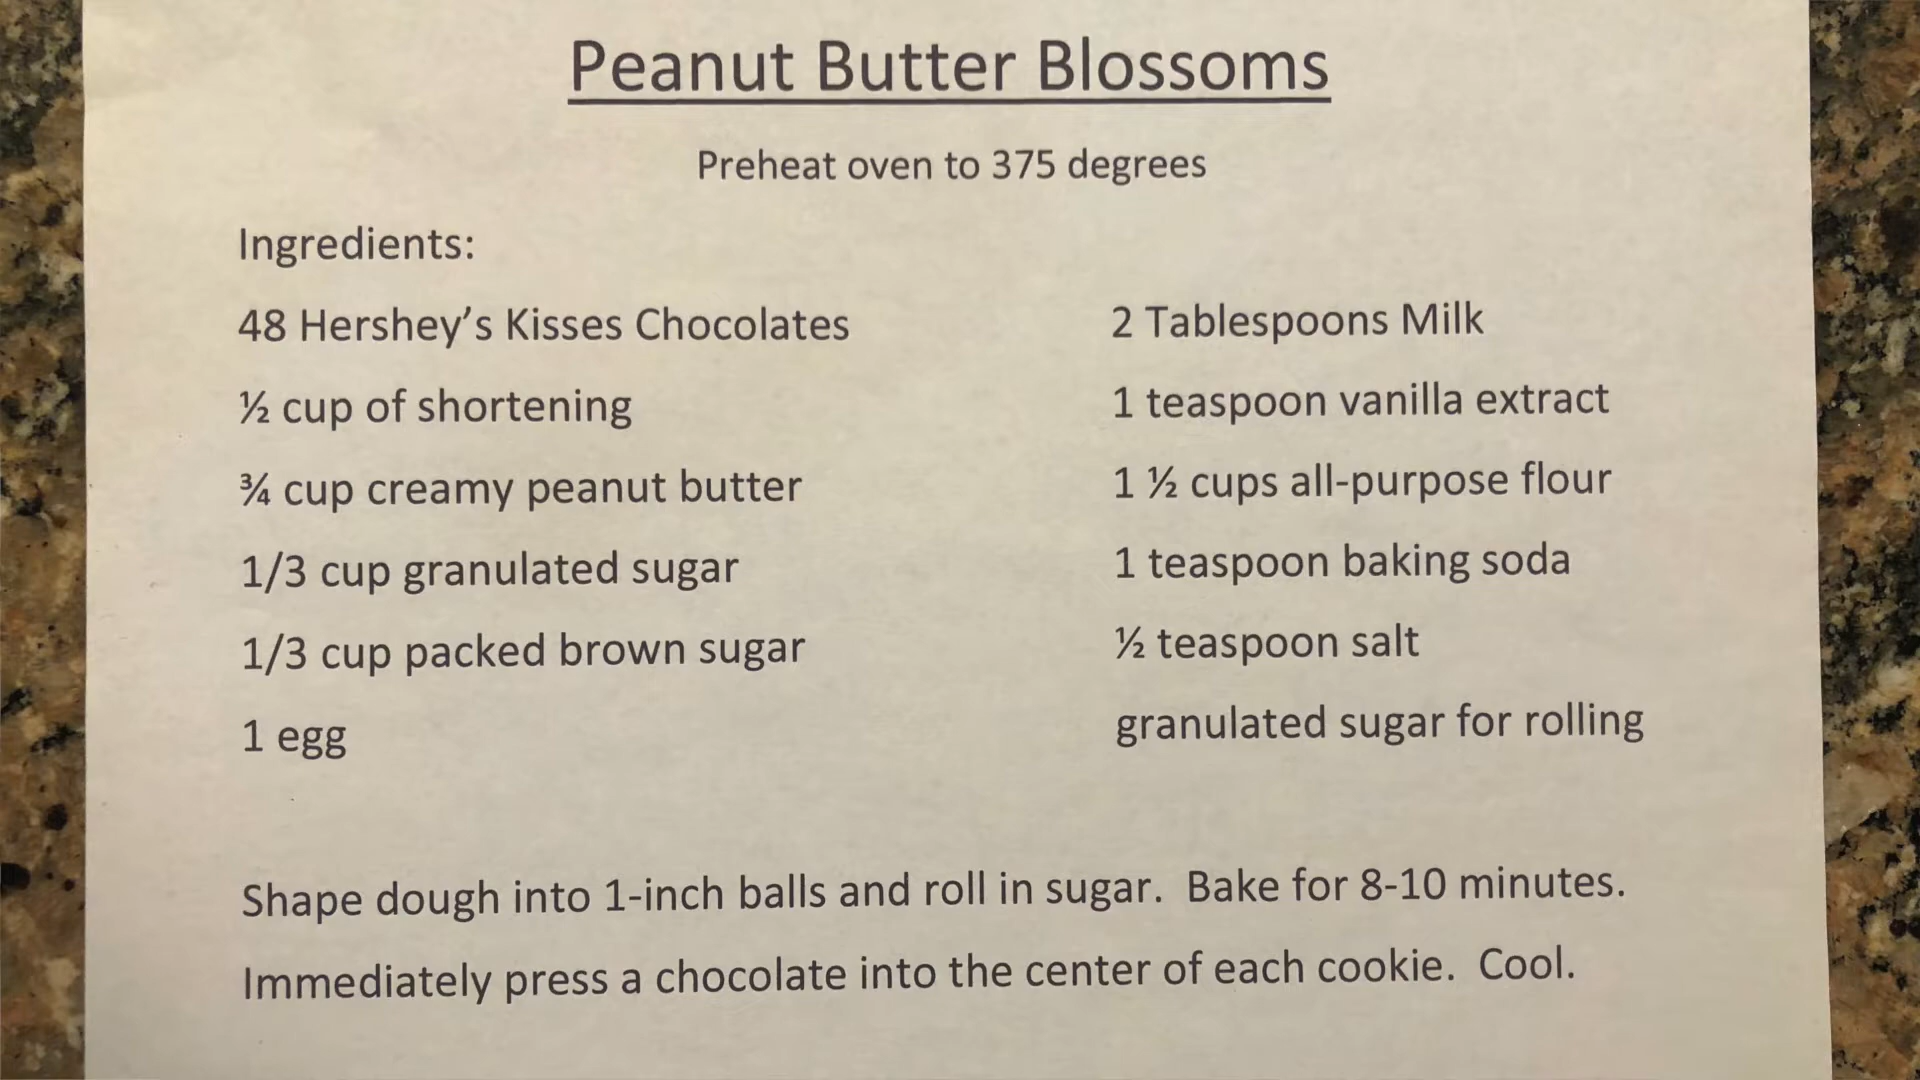 Peanut Butter Blossoms
Preheat oven to 375 degrees
Ingredients:
48 Hershey’s Kisses Chocolates
½ cup of shortening
¾ cup creamy peanut butter
1/3 cup granulated sugar
1/3 cup packed brown sugar
1 egg
2 Tablespoons Milk
1 teaspoon vanilla extract
1 ½ cups all-purpose flour
1 teaspoon baking soda
½ teaspoon salt
granulated sugar for rolling
Shape dough into 1-inch balls and roll in sugar.  Bake for 8-10 minutes.
Immediately press a chocolate into the center of each cookie.  Cool.